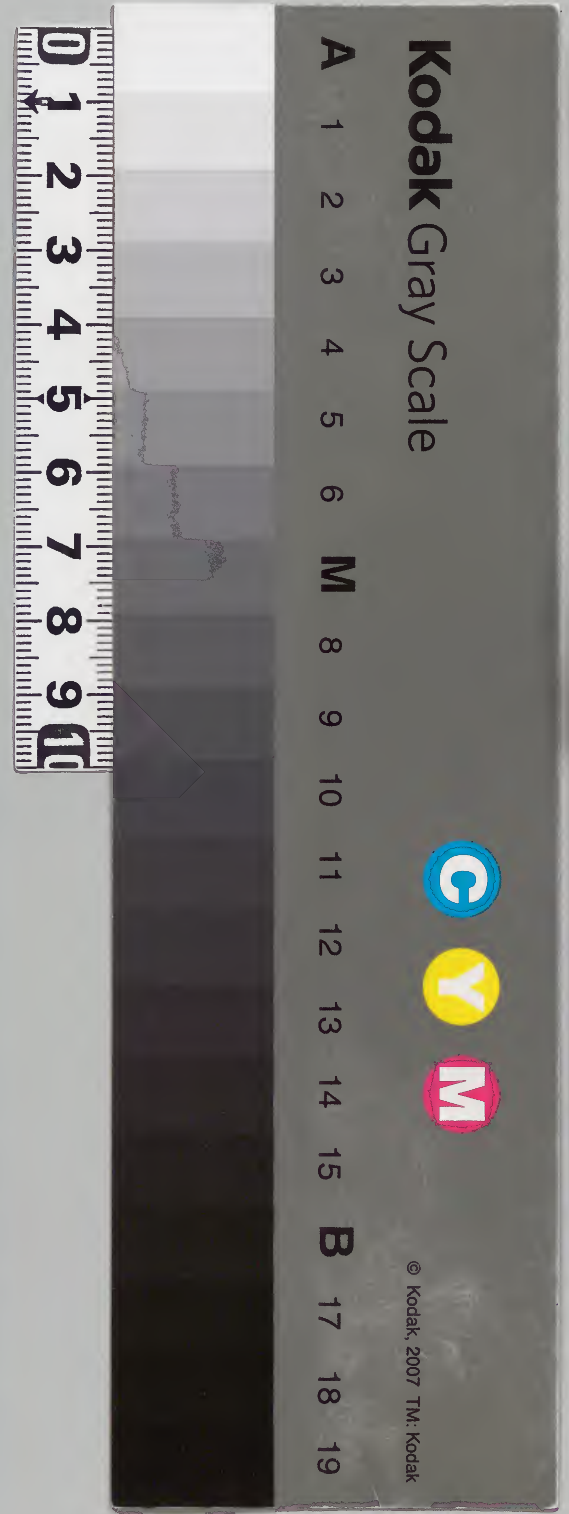 Kodak Gray Scale
C Y M
© Kodak, 2007 TM: Kodak
A 1 2 3 4 5 6 M 8 9 10 11 12 13 14 15 B 17 18 19
0 1 2 3 4 5 6 7 8 9 10